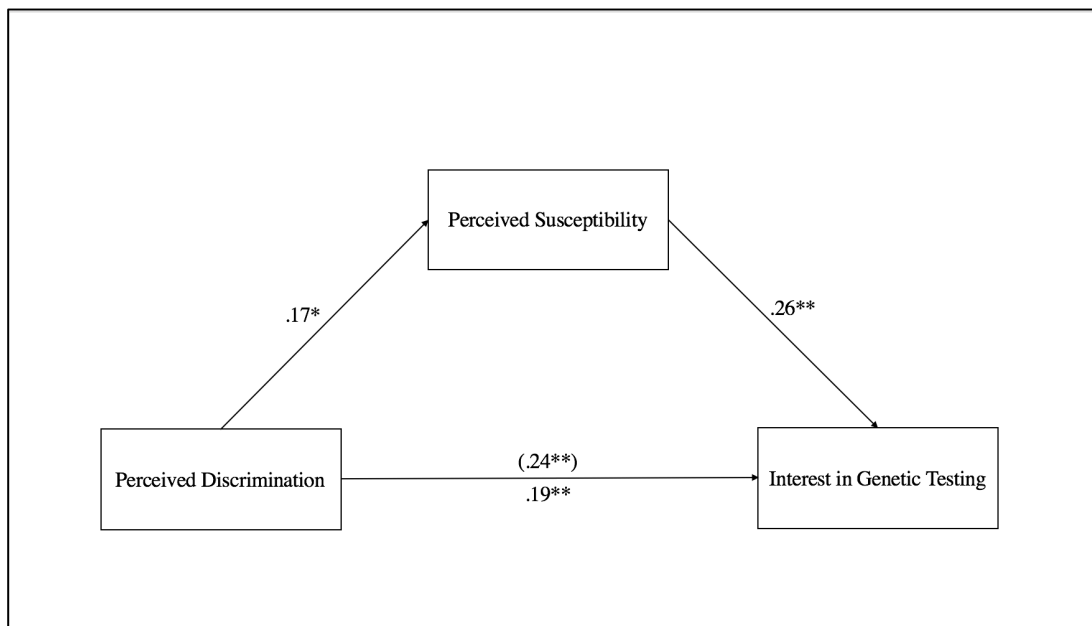 Perceived Susceptibility
.17*
.26**
Perceived Discrimination
(.24**)
.19**
Interest in Genetic Testing